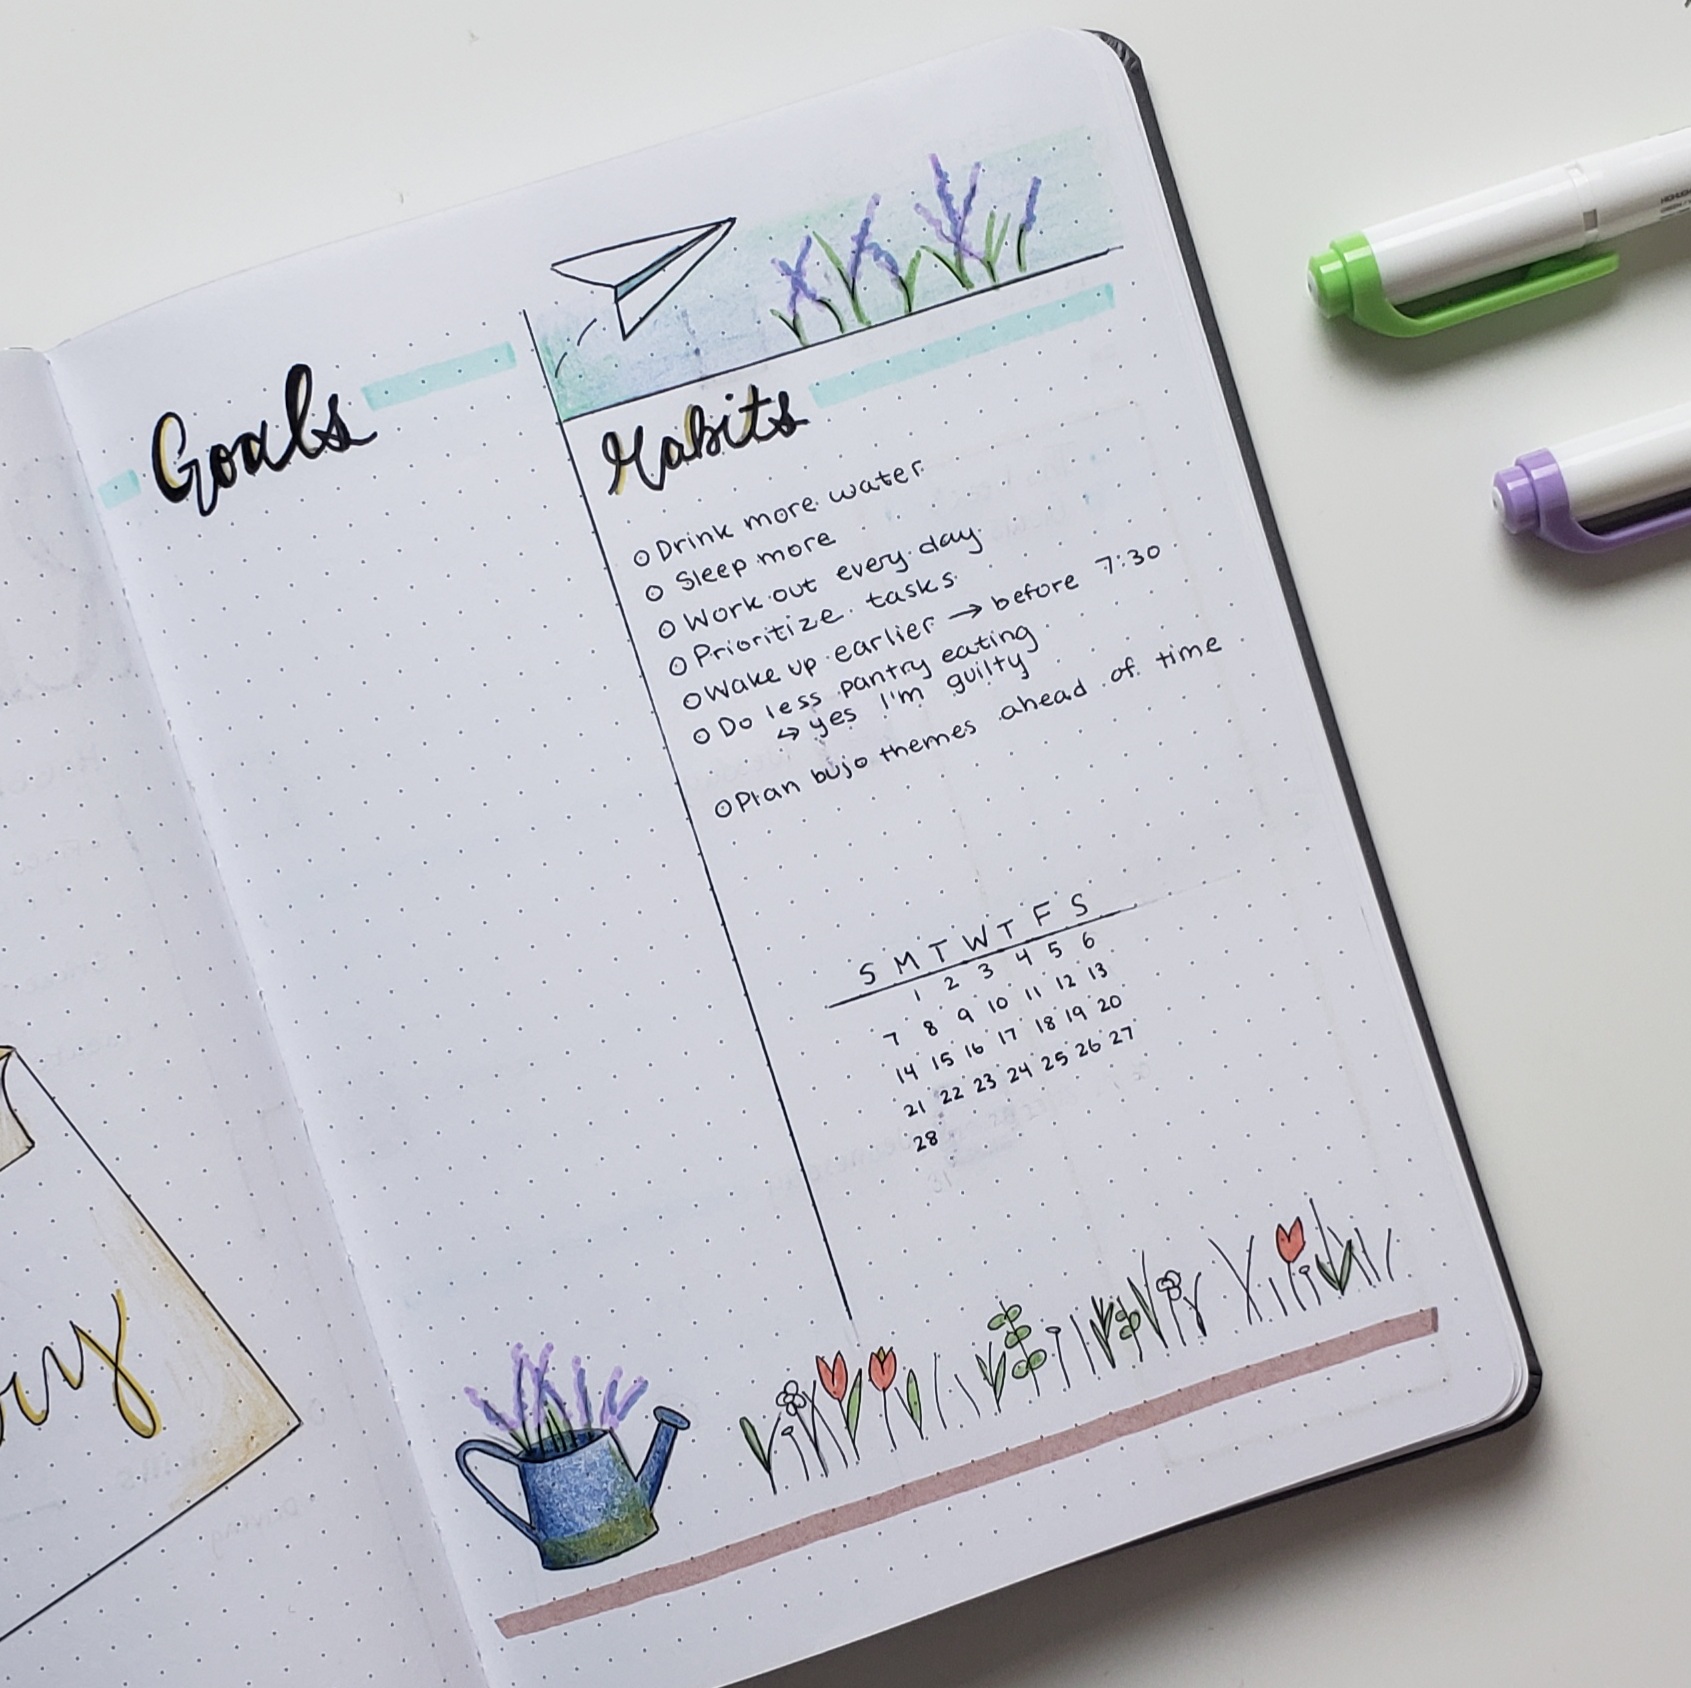 Goals
Habits
Drink more water
Sleep more
Work out every day
Prioritize tasks
Wake up earlier → before 7:30
Do less pantry eating
↳ yes I'm guilty
Plan bujo themes ahead of time
S M T W T F S
1 2 3 4 5 6
7 8 9 10 11 12 13
14 15 16 17 18 19 20
21 22 23 24 25 26 27
28
31